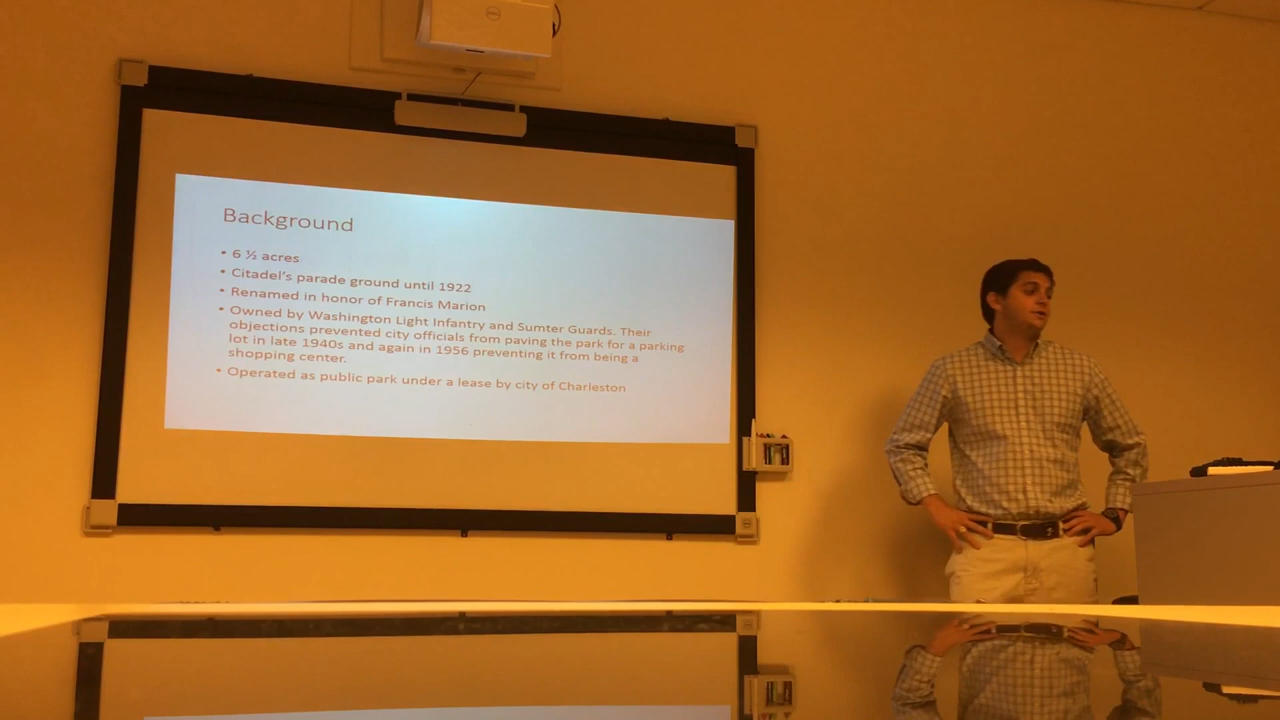 Background
• 6 ½ acres
• Citadel's parade ground until 1922
• Renamed in honor of Francis Marion
• Owned by Washington Light Infantry and Sumter Guards. Their
objections prevented city officials from paving the park for a parking
lot in late 1940s and again in 1956 preventing it from being a
shopping center.
• Operated as public park under a lease by city of Charleston